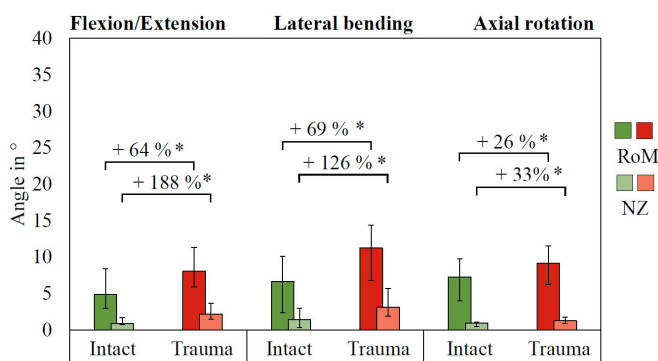 Flexion/Extension Lateral bending Axial rotation
Angle in °
40
35
30
25
20
15
10
5
0
+ 64 % *
+ 188 % *
+ 69 % *
+ 126 % *
+ 26 % *
+ 33% *
RoM
NZ
Intact Trauma Intact Trauma Intact Trauma